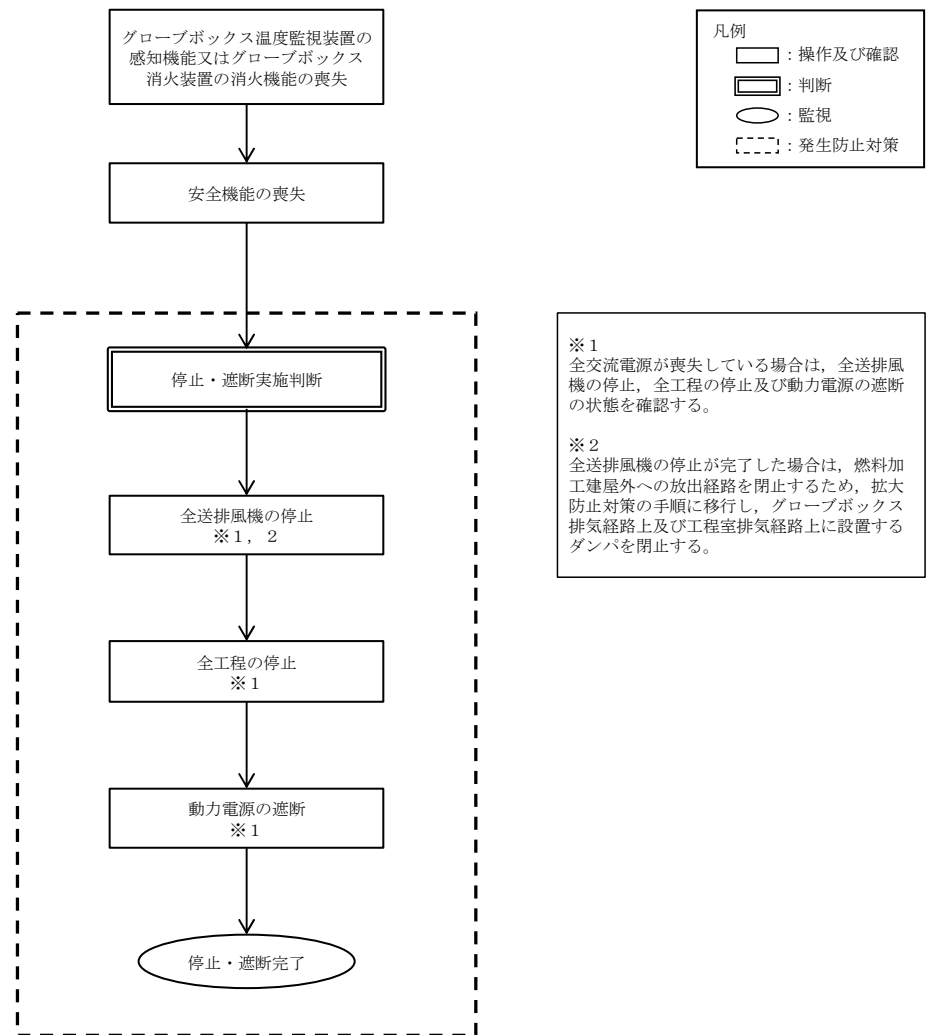 グローブボックス温度監視装置の
感知機能又はグローブボックス
消火装置の消火機能の喪失
安全機能の喪失
停止・遮断実施判断
全送排風機の停止
※１，２
全工程の停止
※１
動力電源の遮断
※１
停止・遮断完了
凡例
：操作及び確認
：判断
：監視
：発生防止対策
※１
全交流電源が喪失している場合は，全送排風
機の停止，全工程の停止及び動力電源の遮断
の状態を確認する。
※２
全送排風機の停止が完了した場合は，燃料加
工建屋外への放出経路を閉止するため，拡大
防止対策の手順に移行し，グローブボックス
排気経路上及び工程室排気経路上に設置する
ダンパを閉止する。